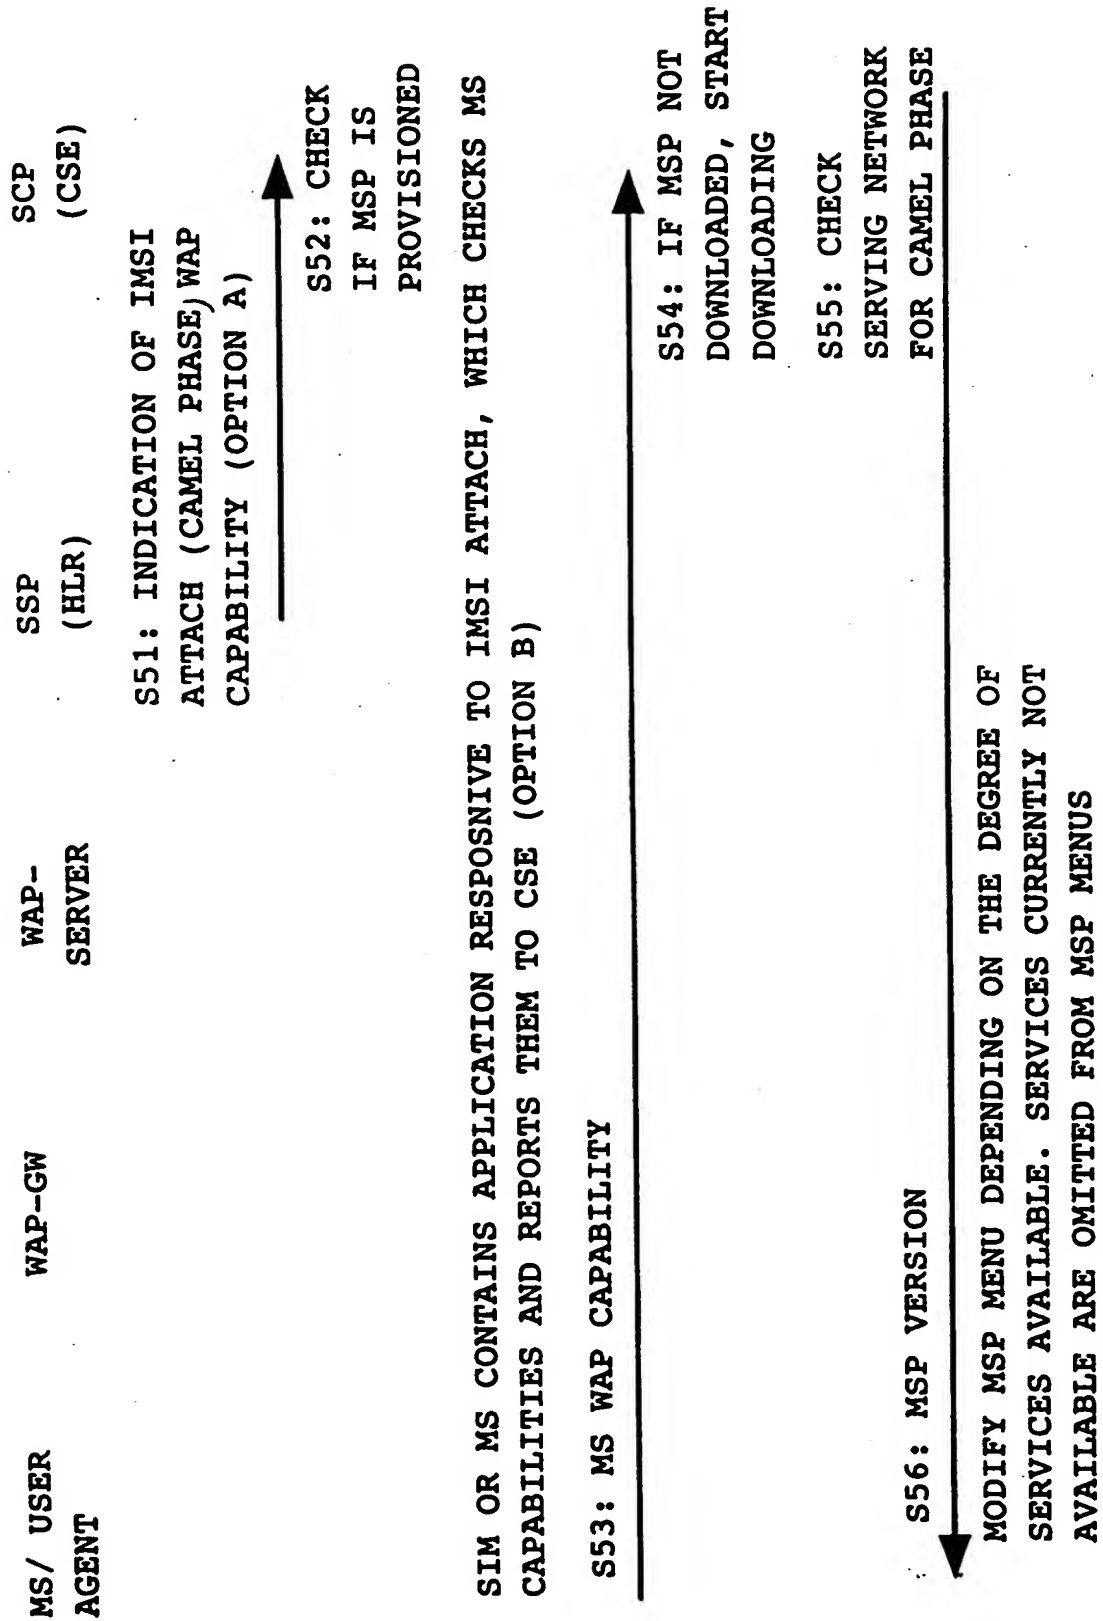 MS/ USER
AGENT
WAP-GW
WAP-
SERVER
SSP
(HLR)
SCP
(CSE)
S51: INDICATION OF IMSI
ATTACH (CAMEL PHASE, WAP
CAPABILITY (OPTION A)
S52: CHECK
IF MSP IS
PROVISIONED
SIM OR MS CONTAINS APPLICATION RESPOSNIVE TO IMSI ATTACH, WHICH CHECKS MS
CAPABILITIES AND REPORTS THEM TO CSE (OPTION B)
S53: MS WAP CAPABILITY
S54: IF MSP NOT
DOWNLOADED, START
DOWNLOADING
S55: CHECK
SERVING NETWORK
FOR CAMEL PHASE
S56: MSP VERSION
MODIFY MSP MENU DEPENDING ON THE DEGREE OF
SERVICES AVAILABLE. SERVICES CURRENTLY NOT
AVAILABLE ARE OMITTED FROM MSP MENUS